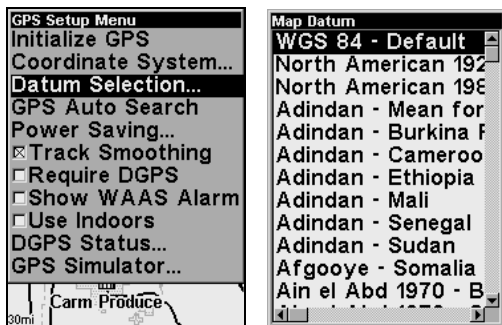 GPS Setup Menu
Initialize GPS
Coordinate System...
Datum Selection...
GPS Auto Search
Power Saving...
Track Smoothing
Require DGPS
Show WAAS Alarm
Use Indoors
DGPS Status...
GPS Simulator...
Carm Produce
30mi
Map Datum
WGS 84 - Default
North American 192
North American 198
Adindan - Mean for
Adindan - Burkina F
Adindan - Cameroo
Adindan - Ethiopia
Adindan - Mali
Adindan - Senegal
Adindan - Sudan
Afgooye - Somalia
Ain el Abd 1970 - B